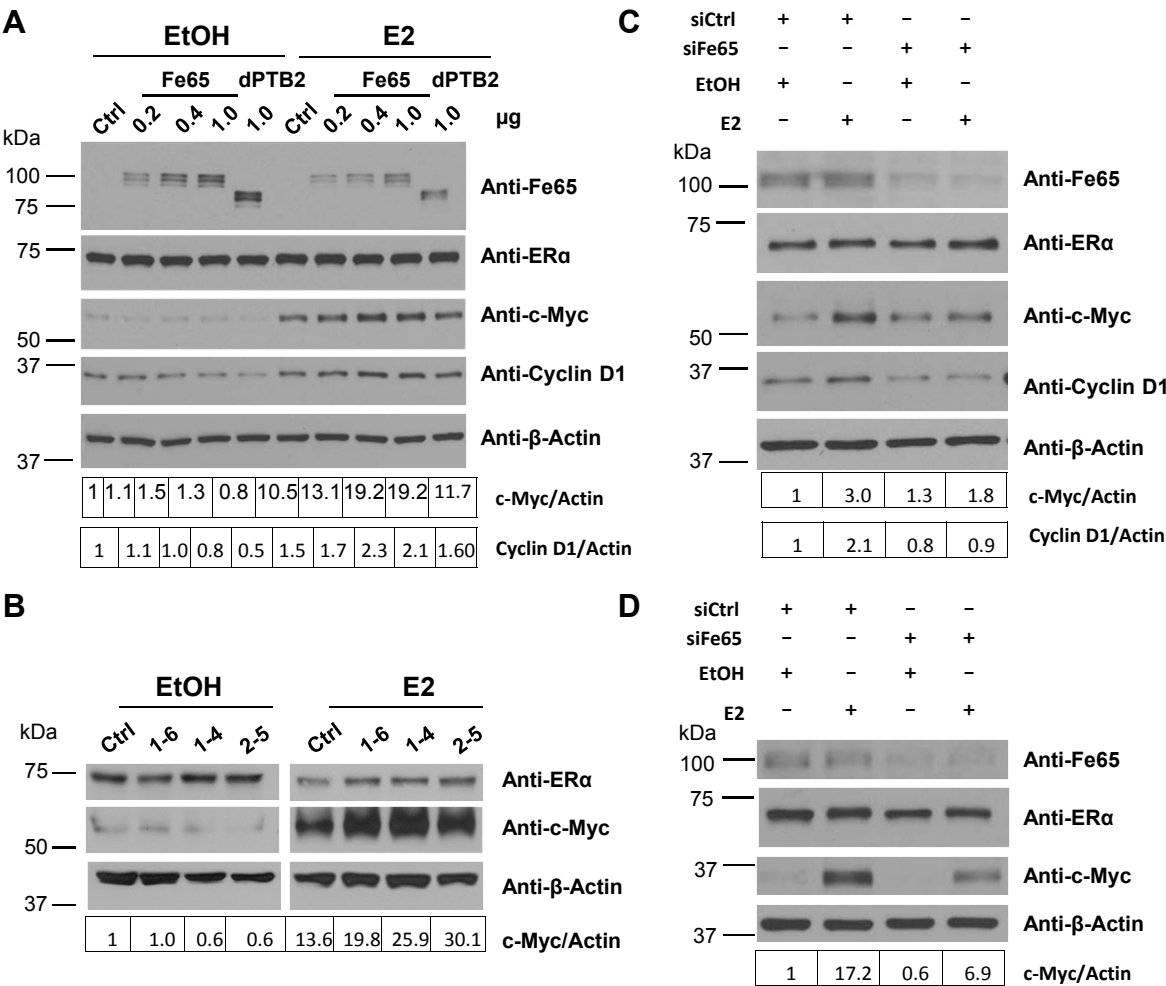 A
EtOH E2
Fe65 dPTB2 Fe65 dPTB2
Ctrl 0.2 0.4 1.0 1.0 Ctrl 0.2 0.4 1.0 1.0 μg
kDa
100
75
Anti-Fe65
75
Anti-ERα
Anti-c-Myc
50
37
Anti-Cyclin D1
Anti-β-Actin
37
1 1.1 1.5 1.3 0.8 10.5 13.1 19.2 19.2 11.7 c-Myc/Actin
1 1.1 1.0 0.8 0.5 1.5 1.7 2.3 2.1 1.60 Cyclin D1/Actin
B
EtOH E2
Ctrl 1-6 1-4 2-5 Ctrl 1-6 1-4 2-5
kDa
75
Anti-ERα
Anti-c-Myc
50
Anti-β-Actin
37
1 1.0 0.6 0.6 13.6 19.8 25.9 30.1 c-Myc/Actin
C
siCtrl + + − −
siFe65 − − + +
EtOH + − + −
E2 − + − +
kDa
100
Anti-Fe65
75
Anti-ERα
Anti-c-Myc
50
37
Anti-Cyclin D1
Anti-β-Actin
37
1 3.0 1.3 1.8 c-Myc/Actin
1 2.1 0.8 0.9 Cyclin D1/Actin
D
siCtrl + + − −
siFe65 − − + +
EtOH + − + −
E2 − + − +
kDa
100
Anti-Fe65
75
Anti-ERα
37
Anti-c-Myc
Anti-β-Actin
37
1 17.2 0.6 6.9 c-Myc/Actin